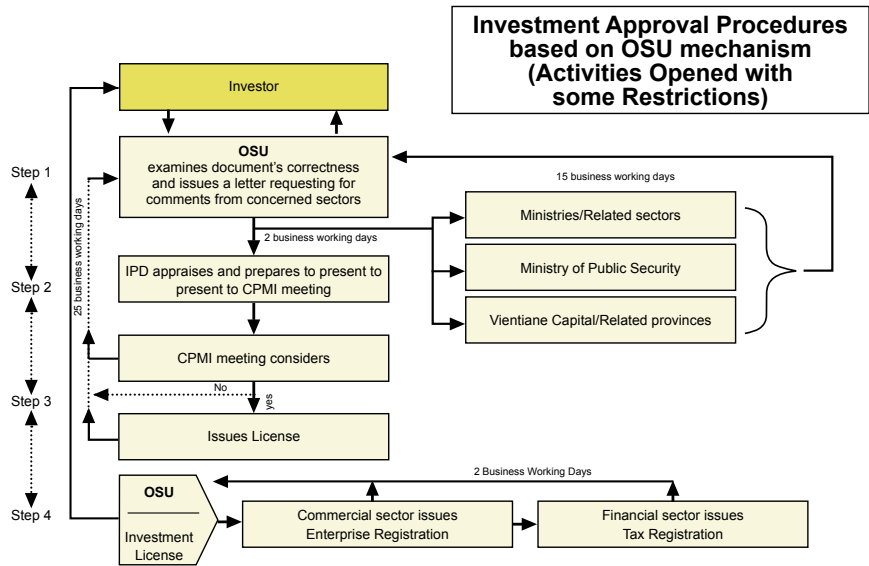 Investment Approval Procedures
based on OSU mechanism
(Activities Opened with
some Restrictions)
Investor
OSU
examines document's correctness
and issues a letter requesting for
comments from concerned sectors
Step 1
15 business working days
2 business working days
25 business working days
Ministries/Related sectors
Ministry of Public Security
Vientiane Capital/Related provinces
IPD appraises and prepares to present to
present to CPMI meeting
Step 2
CPMI meeting considers
No
yes
Step 3
Issues License
2 Business Working Days
Step 4
OSU
Investment
License
Commercial sector issues
Enterprise Registration
Financial sector issues
Tax Registration